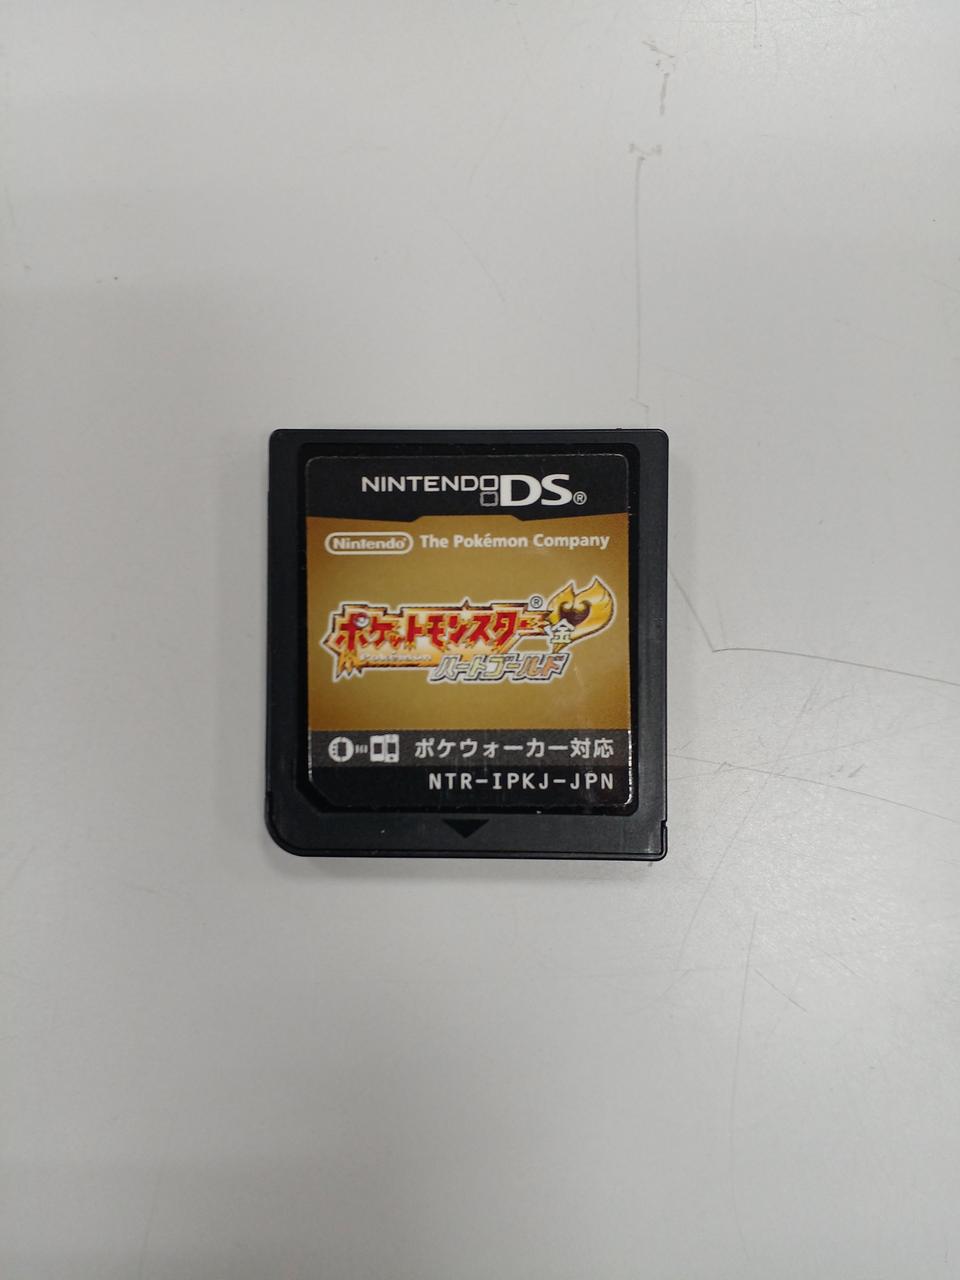 NINTENDO DS®
Nintendo® The Pokémon Company
ポケットモンスター®
Pokémon
金
ハートゴールド
ポケウォーカー対応
NTR-IPKJ-JPN